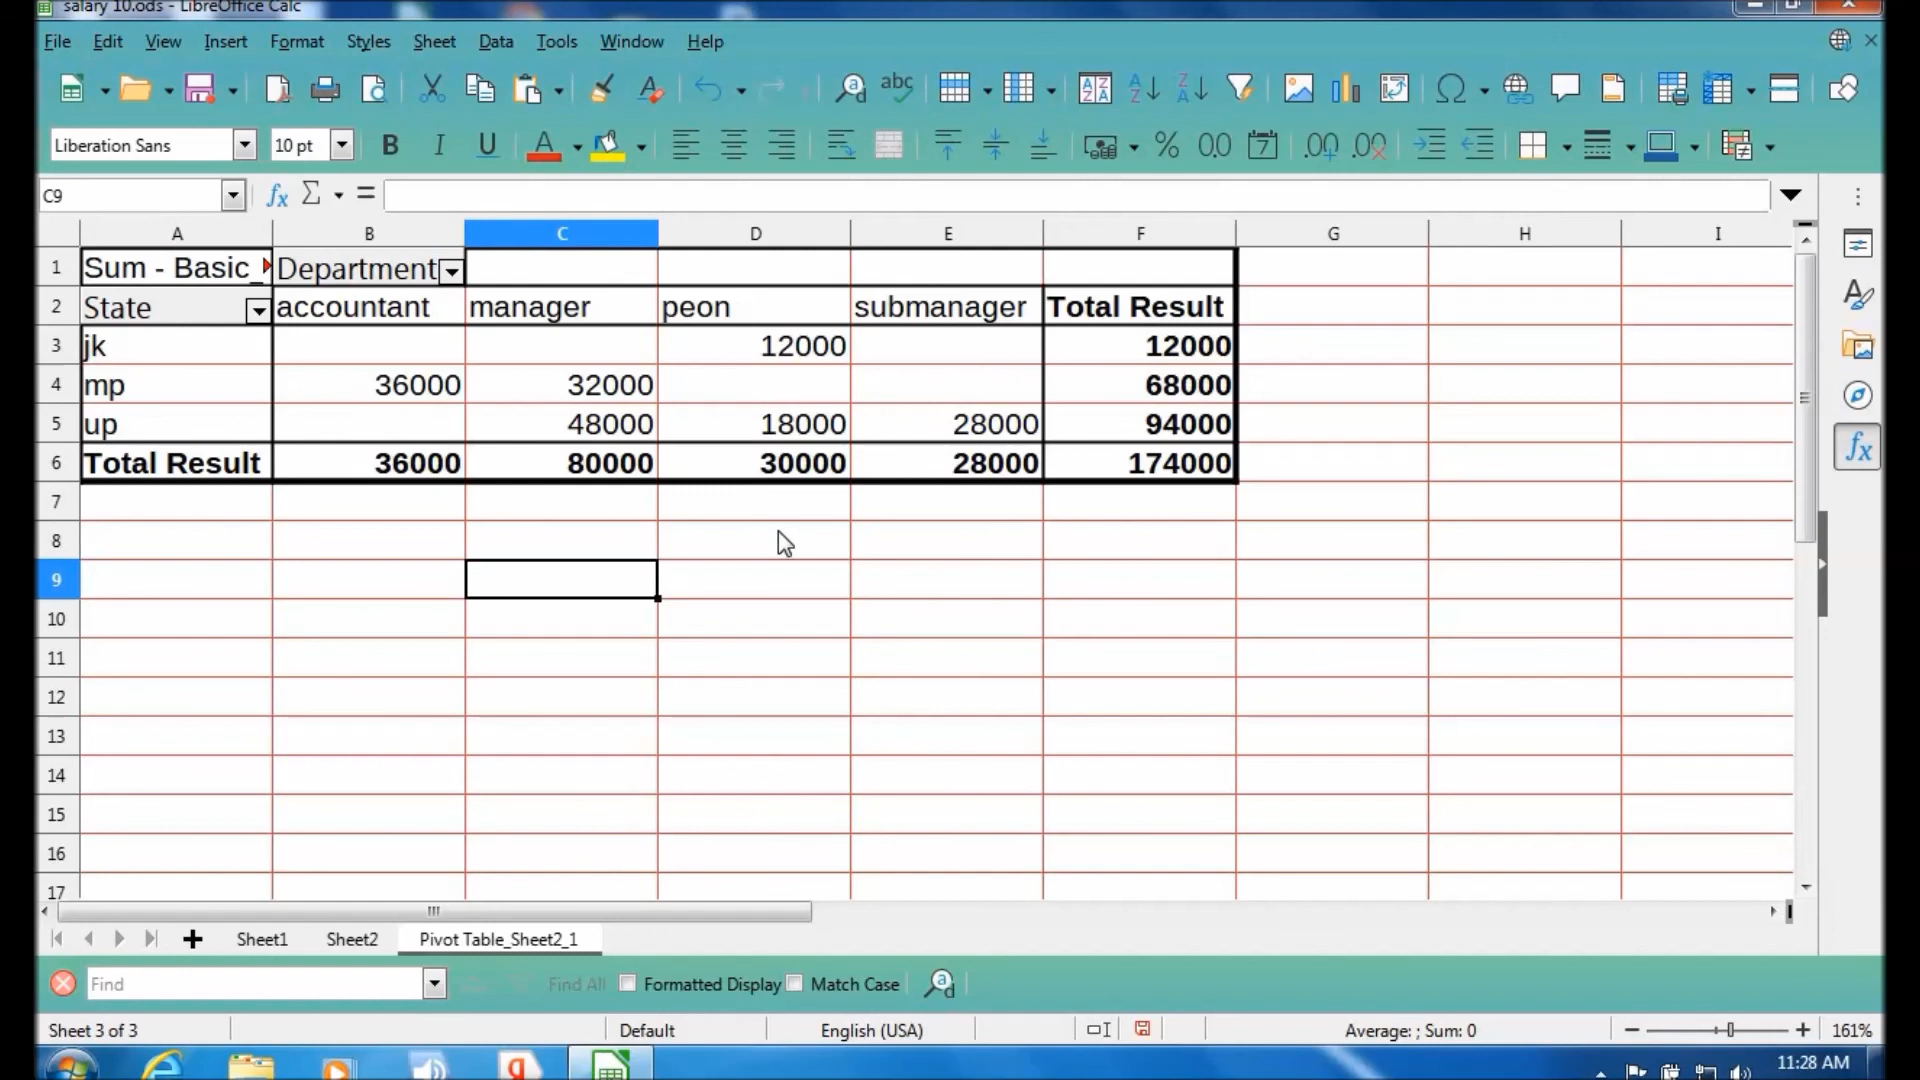 salary 10.ods - LibreOffice Calc
File Edit View Insert Format Styles Sheet Data Tools Window Help
Liberation Sans 10 pt
C9
A B C D E F G H I
1 Sum - Basic_ Department
2 State accountant manager peon submanager Total Result
3 jk 12000 12000
4 mp 36000 32000 68000
5 up 48000 18000 28000 94000
6 Total Result 36000 80000 30000 28000 174000
7
8
9
10
11
12
13
14
15
16
17
Sheet1 Sheet2 Pivot Table_Sheet2_1
Find Find All Formatted Display Match Case
Sheet 3 of 3 Default English (USA) Average: ; Sum: 0 161%
11:28 AM